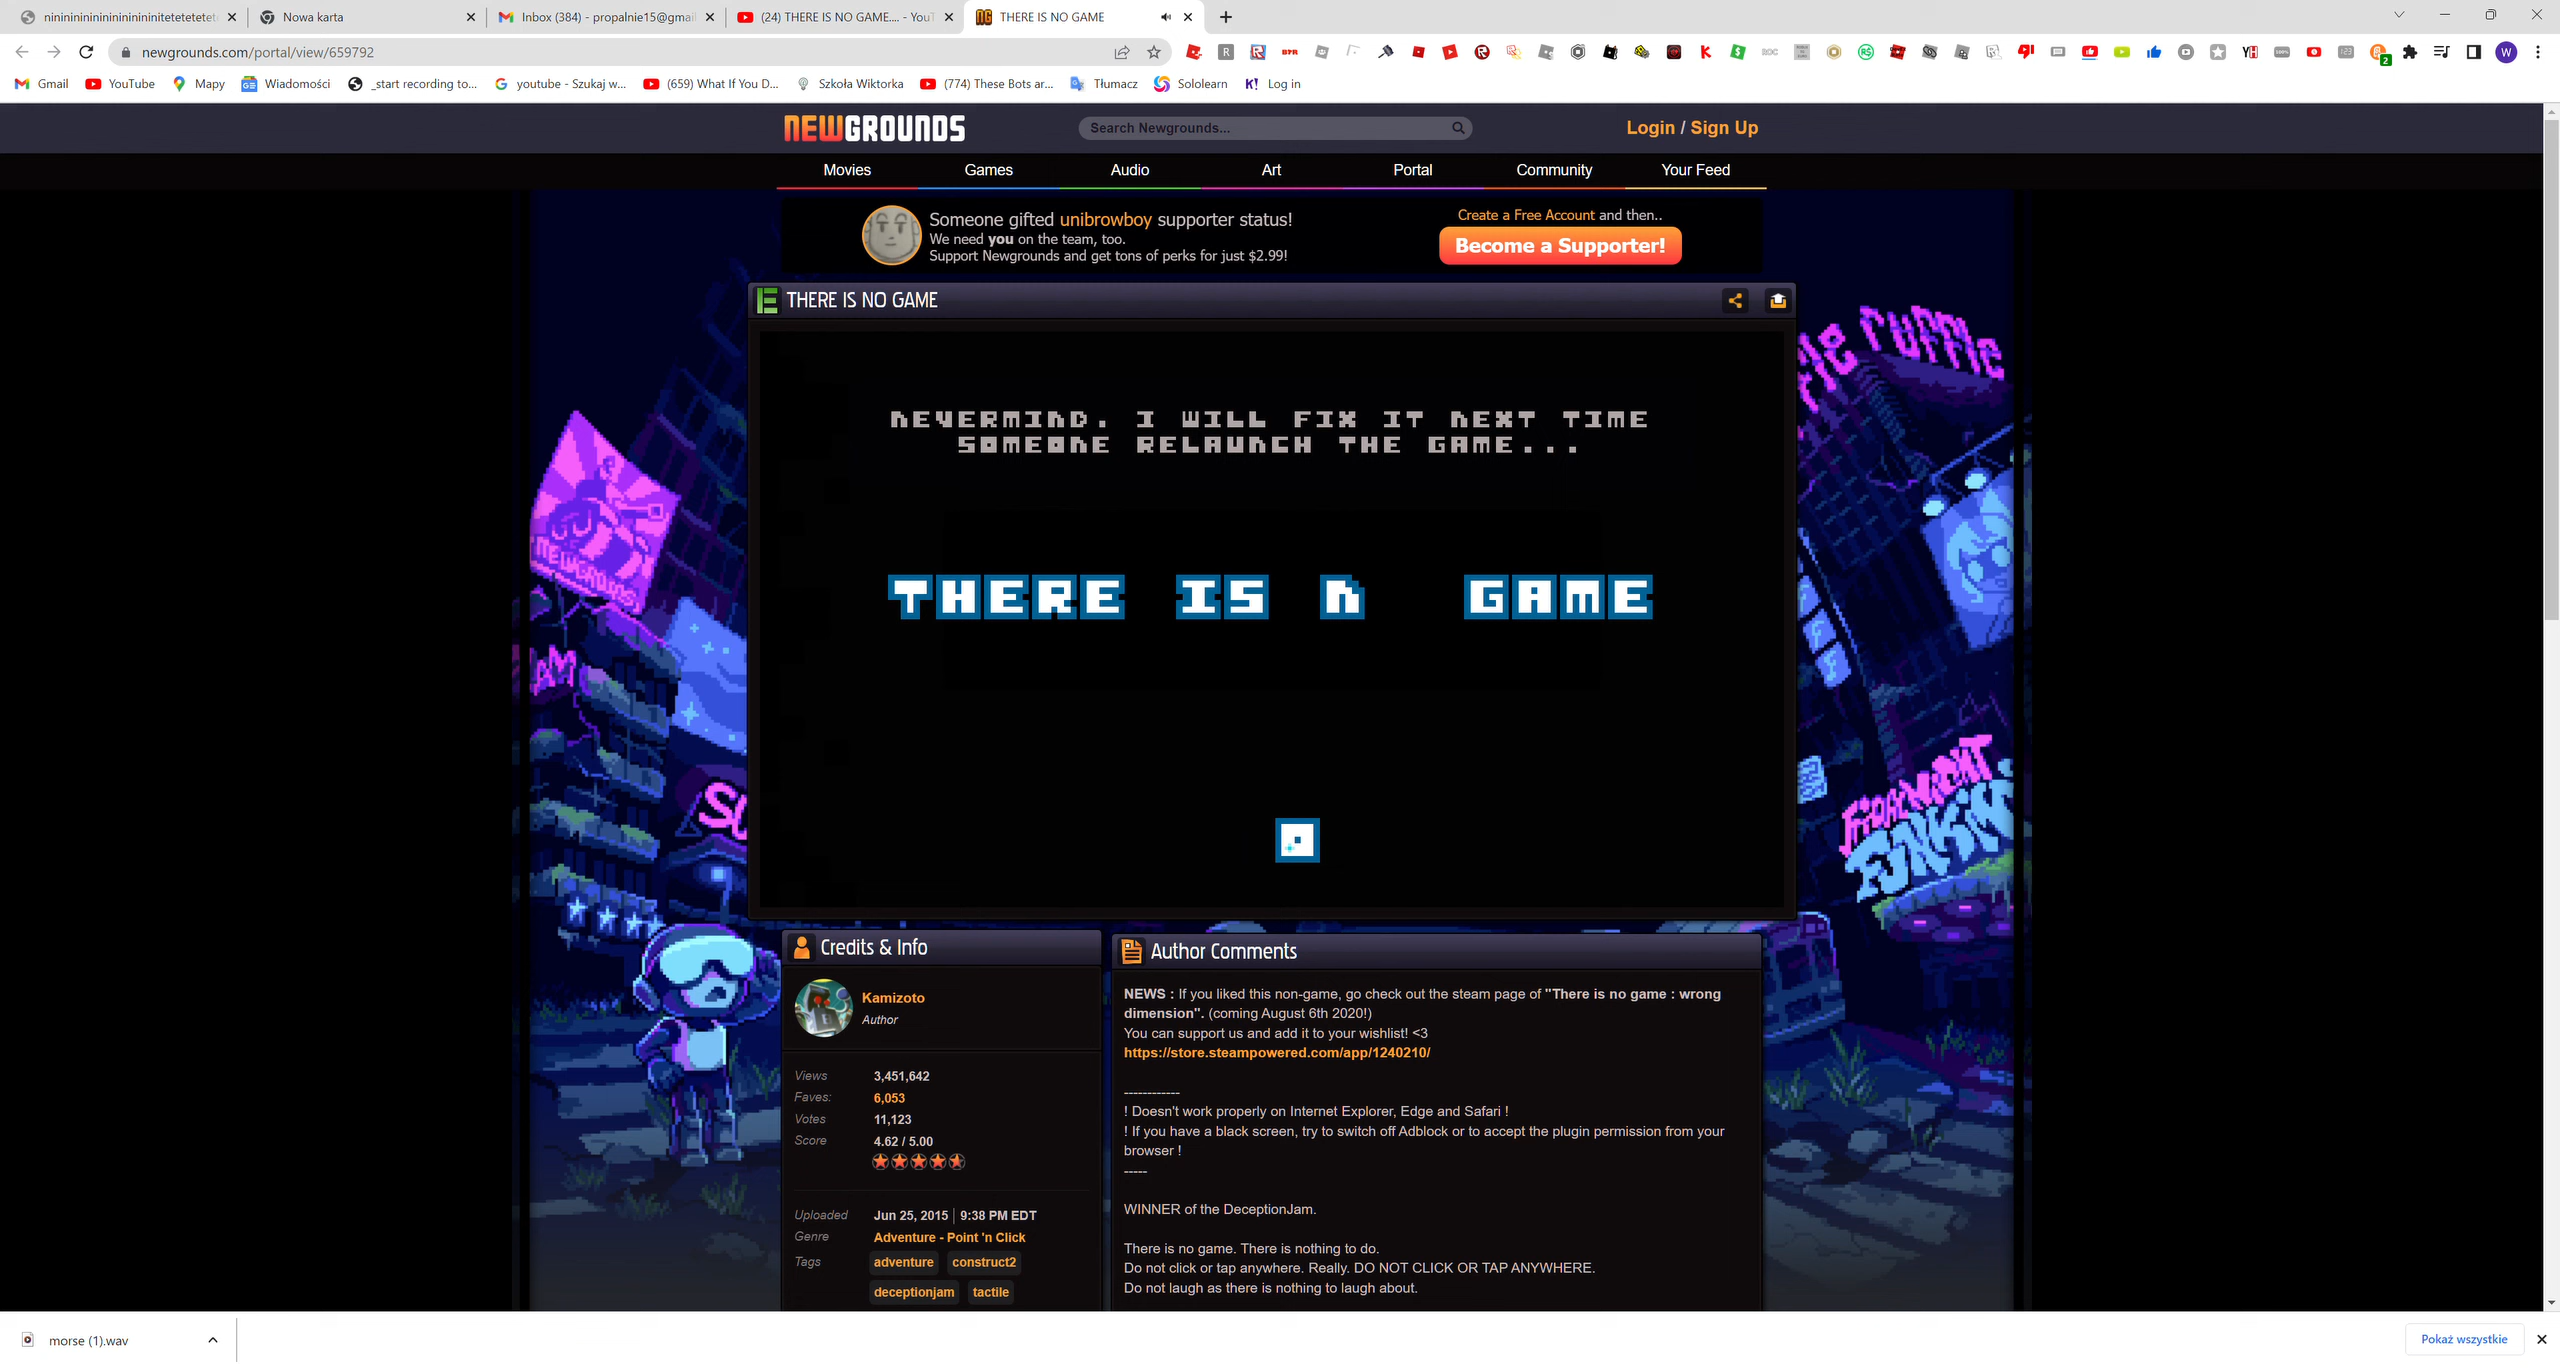 nininininininininininitetetetetet
Nowa karta
Inbox (384) - propalnie15@gmai
(24) THERE IS NO GAME.... - YouT
THERE IS NO GAME
newgrounds.com/portal/view/659792
Gmail
YouTube
Mapy
Wiadomości
_start recording to...
youtube - Szukaj w...
(659) What If You D...
Szkoła Wiktorka
(774) These Bots ar...
Tłumacz
Sololearn
Log in
NEWGROUNDS
Search Newgrounds...
Login / Sign Up
Movies
Games
Audio
Art
Portal
Community
Your Feed
Someone gifted unibrowboy supporter status!
We need you on the team, too.
Support Newgrounds and get tons of perks for just $2.99!
Create a Free Account and then..
Become a Supporter!
THERE IS NO GAME
NEVERMIND. I WILL FIX IT NEXT TIME
SOMEONE RELAUNCH THE GAME...
THERE IS N GAME
Credits & Info
Kamizoto
Author
Views 3,451,642
Faves: 6,053
Votes 11,123
Score 4.62 / 5.00
Uploaded Jun 25, 2015 | 9:38 PM EDT
Genre Adventure - Point 'n Click
Tags adventure construct2
deceptionjam tactile
Author Comments
NEWS : If you liked this non-game, go check out the steam page of "There is no game : wrong
dimension". (coming August 6th 2020!)
You can support us and add it to your wishlist! <3
https://store.steampowered.com/app/1240210/
------------
! Doesn't work properly on Internet Explorer, Edge and Safari !
! If you have a black screen, try to switch off Adblock or to accept the plugin permission from your
browser !
-----
WINNER of the DeceptionJam.
There is no game. There is nothing to do.
Do not click or tap anywhere. Really. DO NOT CLICK OR TAP ANYWHERE.
Do not laugh as there is nothing to laugh about.
morse (1).wav
Pokaż wszystkie